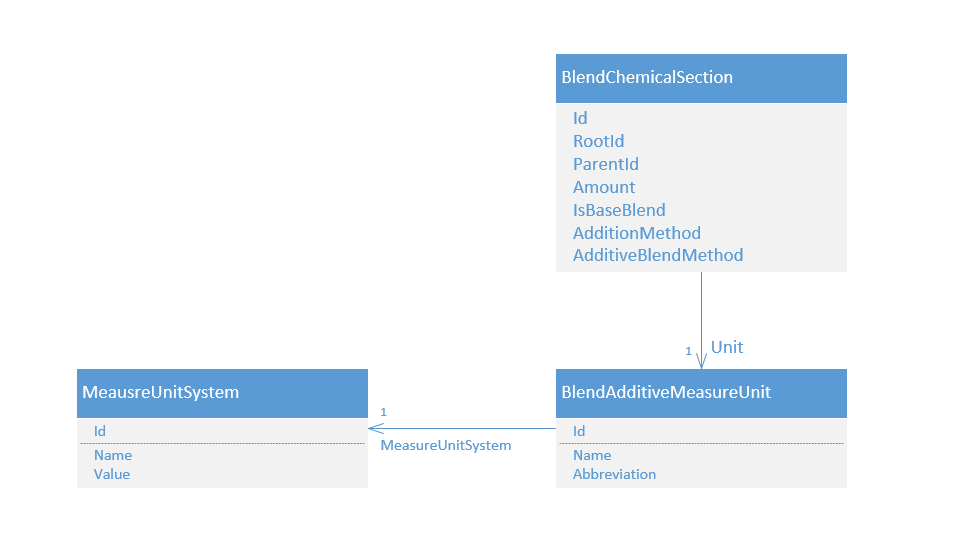 BlendChemicalSection
Id
RootId
ParentId
Amount
IsBaseBlend
AdditionMethod
AdditiveBlendMethod
1 Unit
MeausreUnitSystem
Id
Name
Value
1
MeasureUnitSystem
BlendAdditiveMeasureUnit
Id
Name
Abbreviation